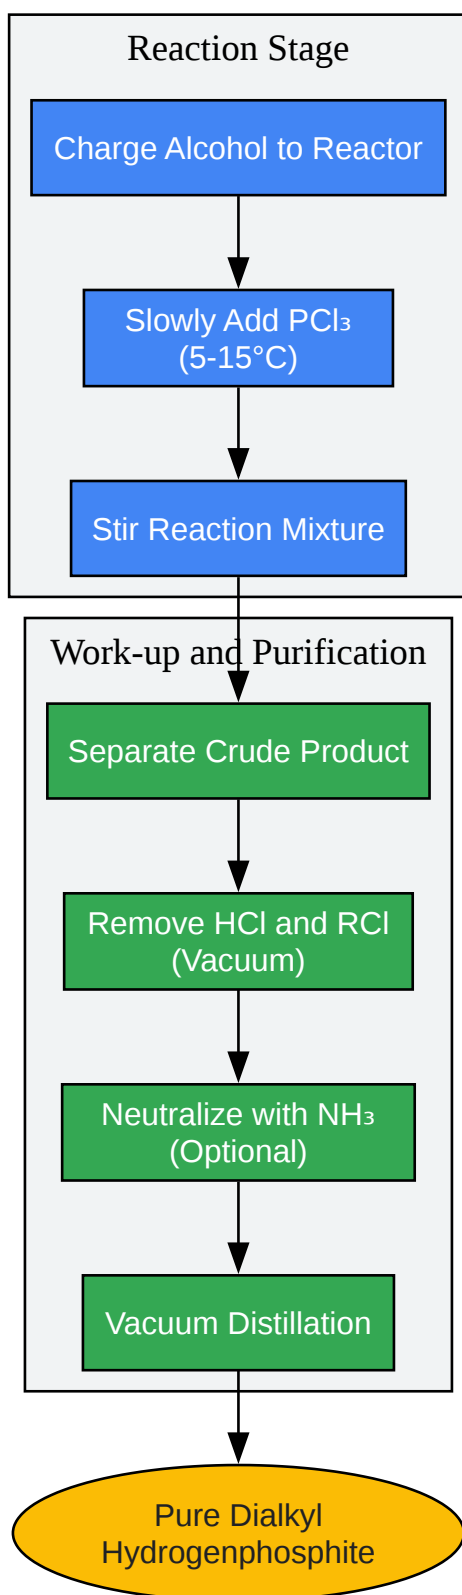 Reaction Stage
Charge Alcohol to Reactor
Slowly Add PCl₃
(5-15°C)
Stir Reaction Mixture
Work-up and Purification
Separate Crude Product
Remove HCl and RCl
(Vacuum)
Neutralize with NH₃
(Optional)
Vacuum Distillation
Pure Dialkyl
Hydrogenphosphite